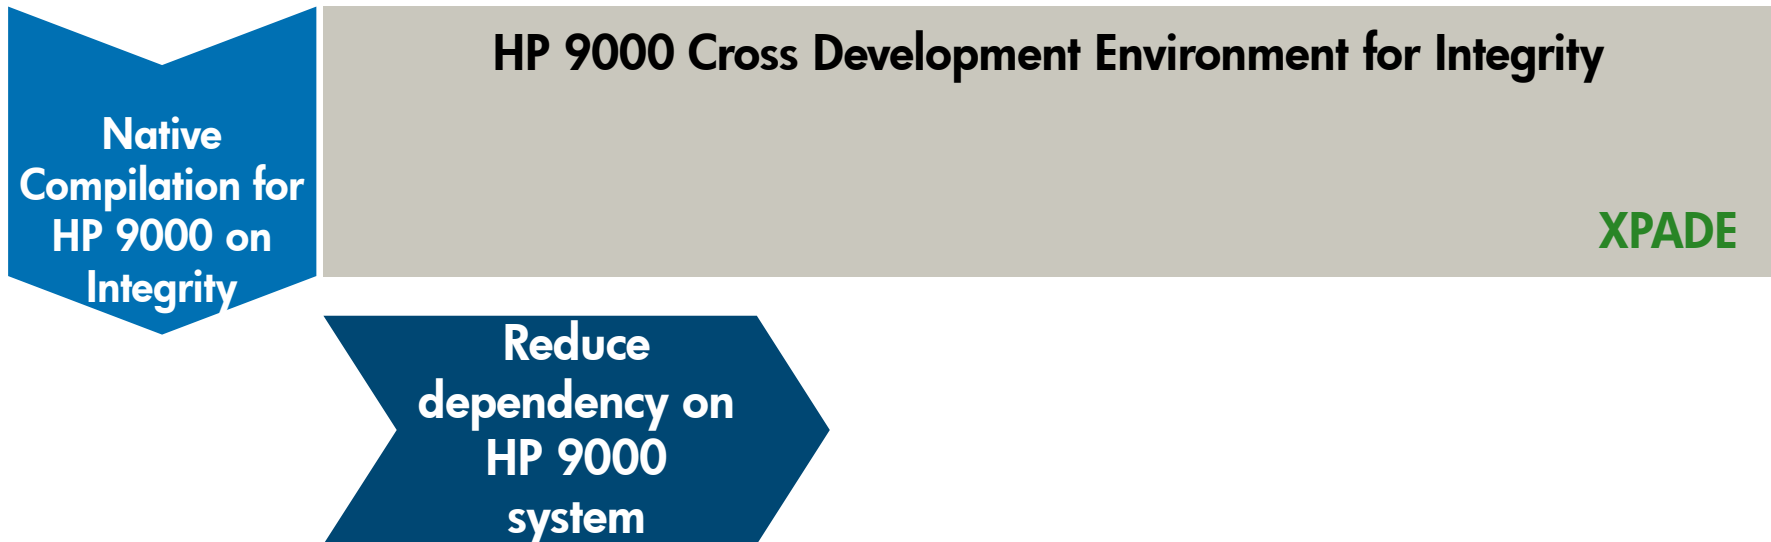 HP 9000 Cross Development Environment for Integrity
Native
Compilation for
HP 9000 on
Integrity
XPADE
Reduce
dependency on
HP 9000
system